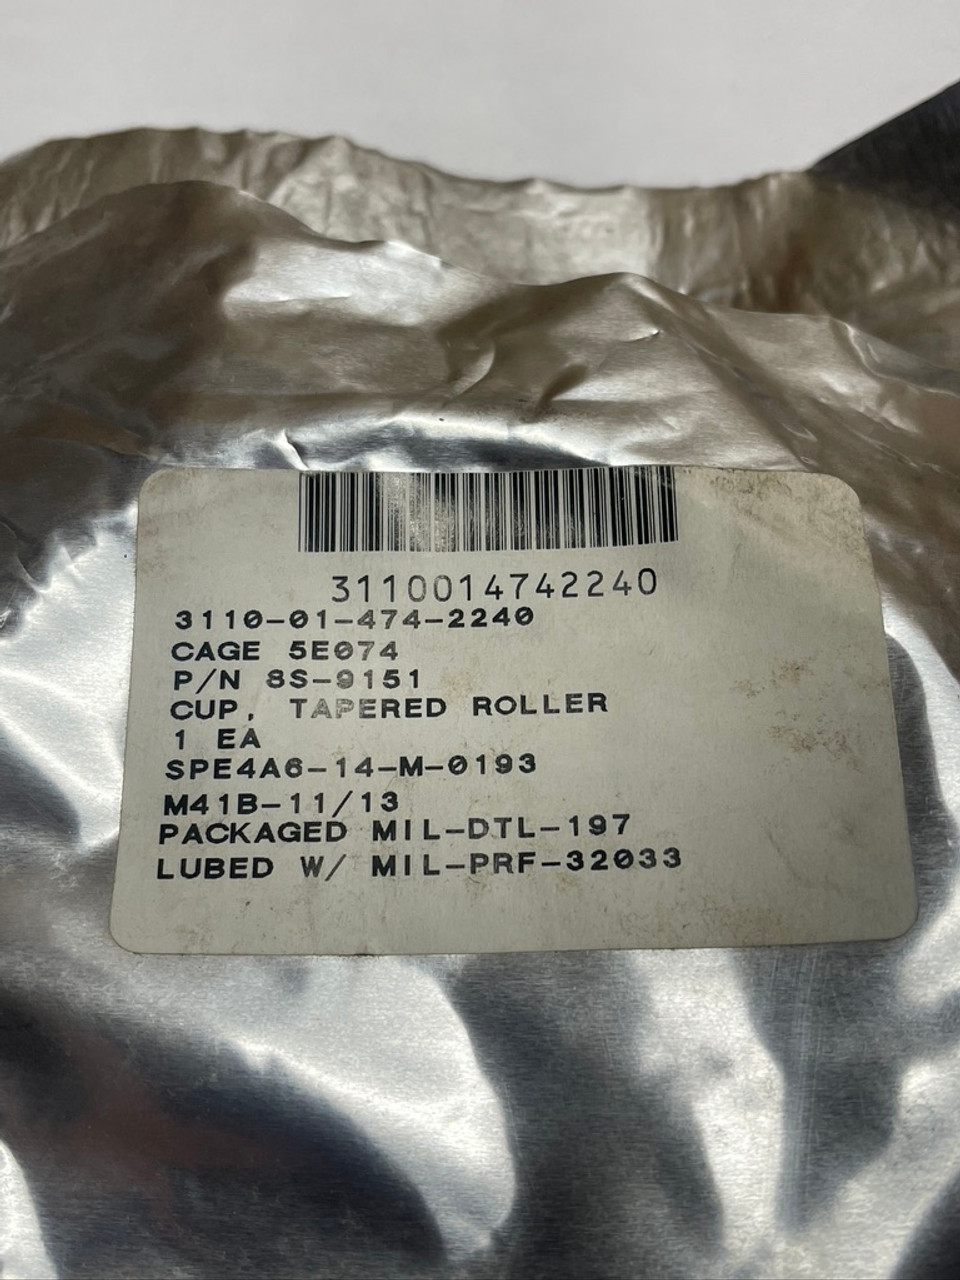 3110014742240
3110-01-474-2240
CAGE 5E074
P/N 8S-9151
CUP, TAPERED ROLLER
1 EA
SPE4A6-14-M-0193
M41B-11/13
PACKAGED MIL-DTL-197
LUBED W/ MIL-PRF-32033